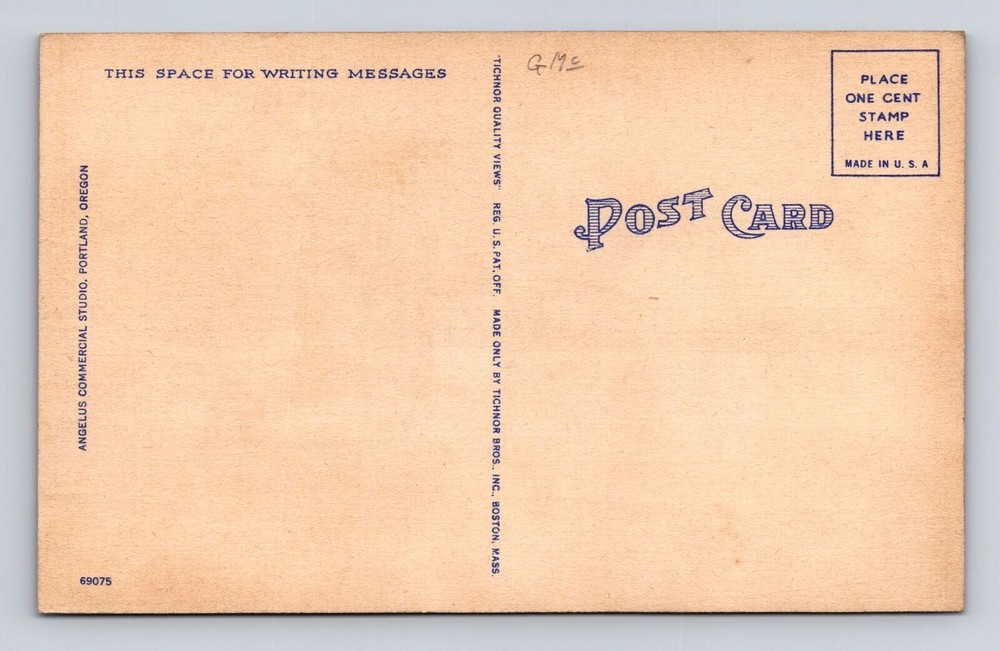 THIS SPACE FOR WRITING MESSAGES
ANGELUS COMMERCIAL STUDIO, PORTLAND, OREGON
69075
"TICHNOR QUALITY VIEWS" REG. U. S. PAT. OFF. MADE ONLY BY TICHNOR BROS., INC., BOSTON, MASS.
POST CARD
PLACE
ONE CENT
STAMP
HERE
MADE IN U. S. A